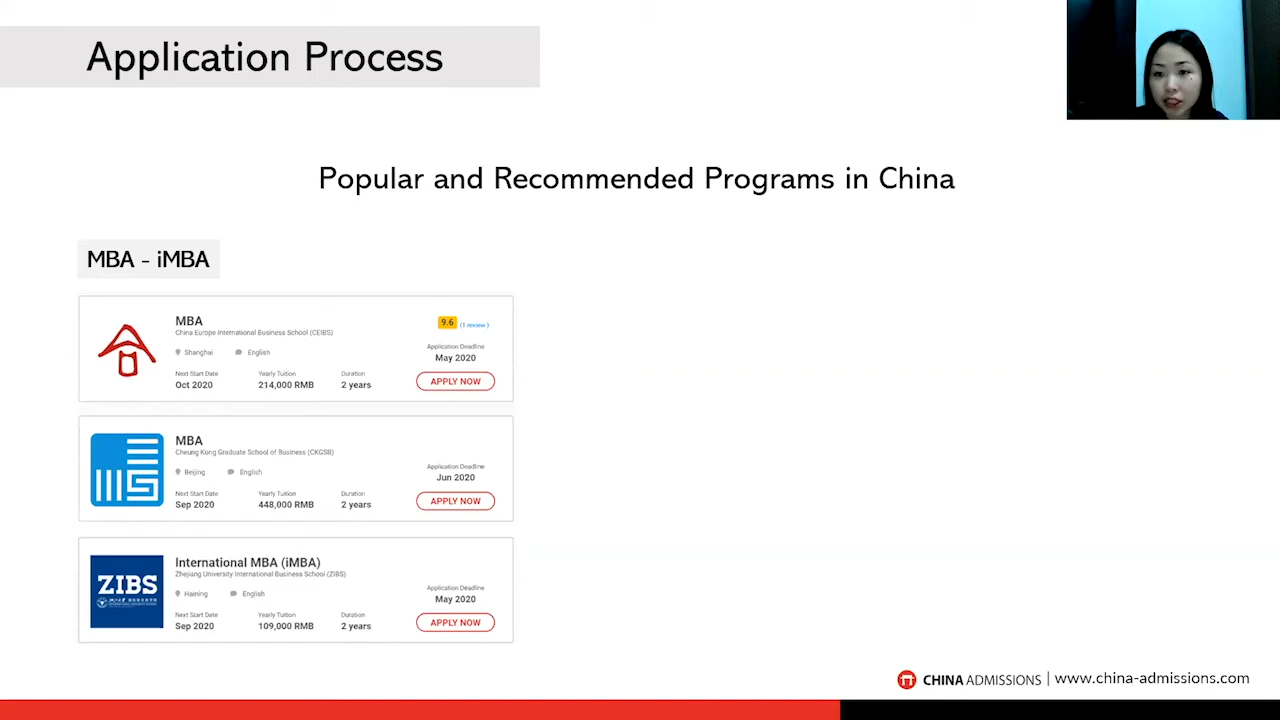 Application Process
Popular and Recommended Programs in China
MBA - iMBA
MBA
China Europe International Business School (CEIBS)
Shanghai English
Next Start Date Yearly Tuition Duration
Oct 2020 214,000 RMB 2 years
9.6 (1 review )
Application Deadline
May 2020
APPLY NOW
MBA
Cheung Kong Graduate School of Business (CKGSB)
Beijing English
Next Start Date Yearly Tuition Duration
Sep 2020 448,000 RMB 2 years
Application Deadline
Jun 2020
APPLY NOW
ZIBS
International MBA (iMBA)
Zhejiang University International Business School (ZIBS)
Haining English
Next Start Date Yearly Tuition Duration
Sep 2020 109,000 RMB 2 years
Application Deadline
May 2020
APPLY NOW
CHINA ADMISSIONS | www.china-admissions.com